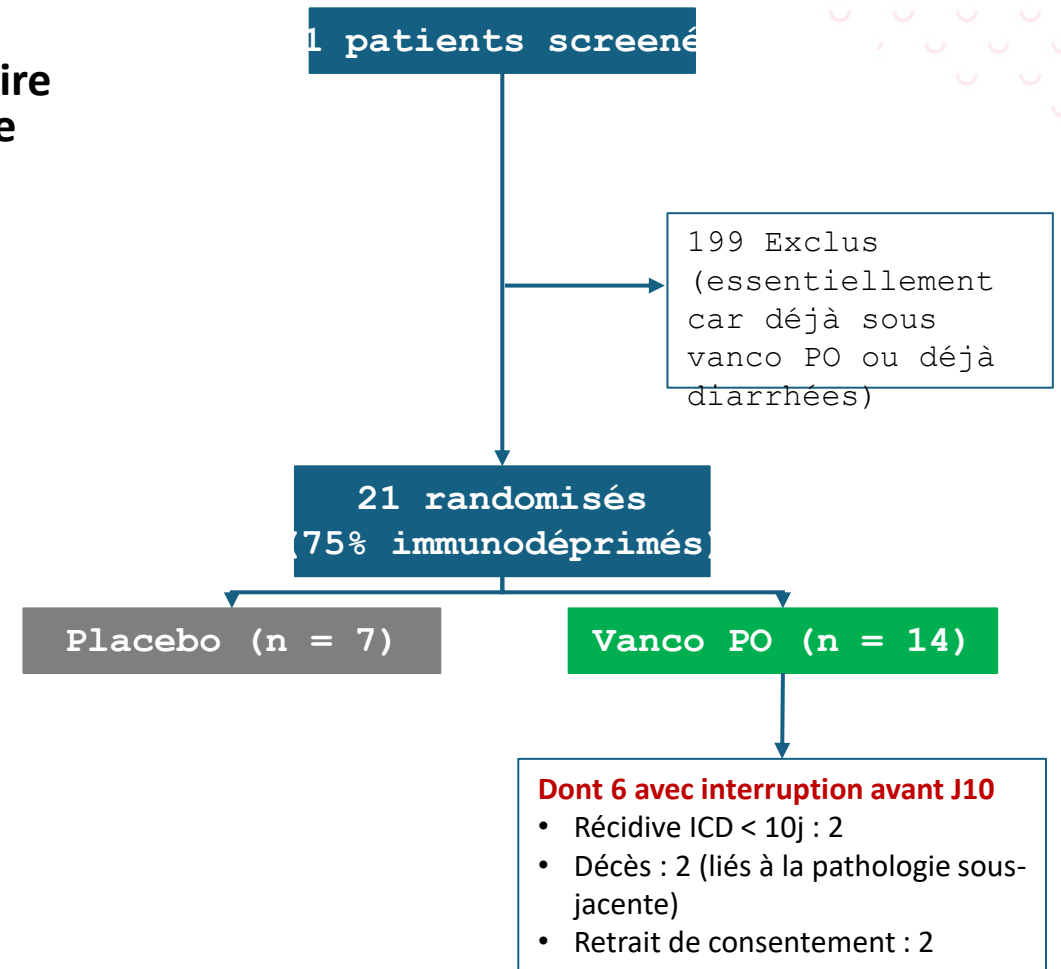 1 patients screené
ire
e
199 Exclus
(essentiellement
car déjà sous
vanco PO ou déjà
diarrhées)
21 randomisés
(75% immunodéprimés)
Placebo (n = 7)
Vanco PO (n = 14)
Dont 6 avec interruption avant J10
• Récidive ICD < 10j : 2
• Décès : 2 (liés à la pathologie sous-
jacente)
• Retrait de consentement : 2